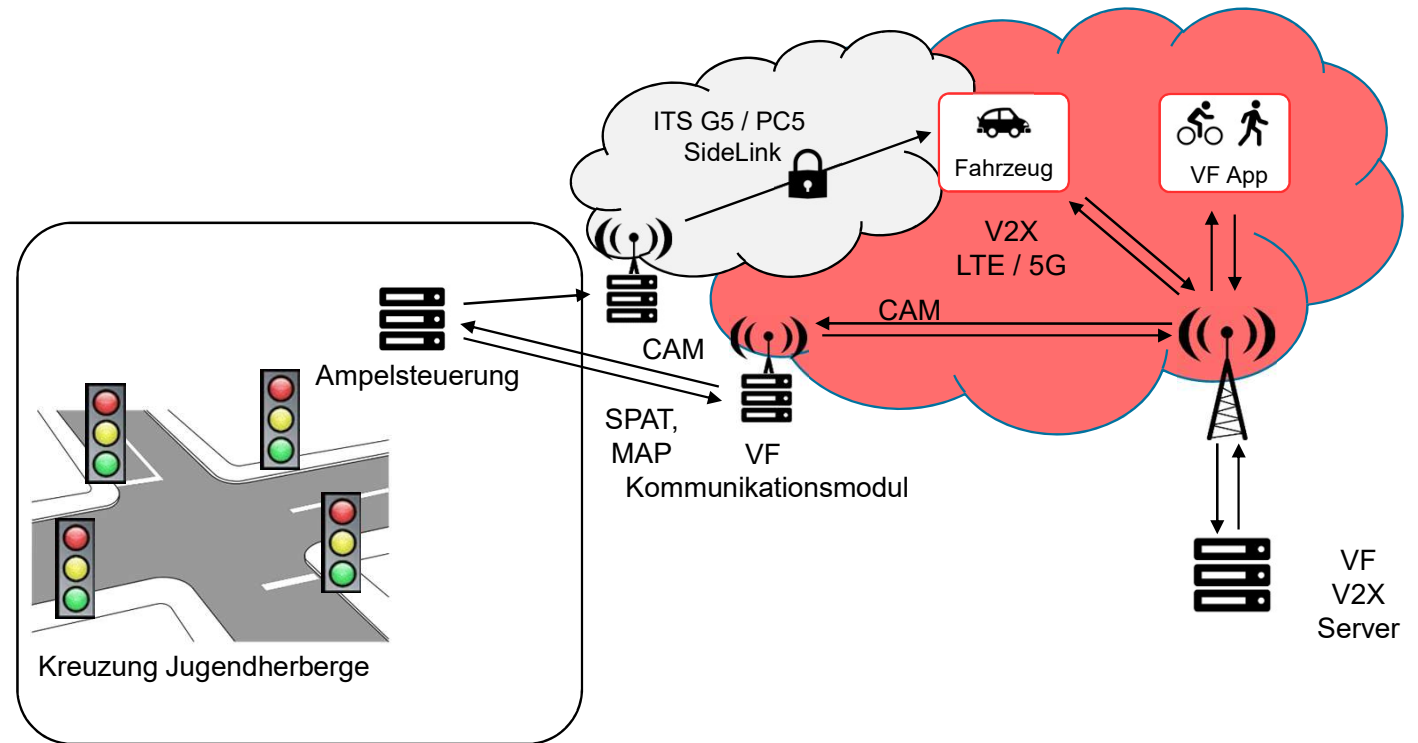 ITS G5 / PC5
SideLink
Fahrzeug
VF App
V2X
LTE / 5G
CAM
CAM
Ampelsteuerung
SPAT,
MAP
VF
Kommunikationsmodul
VF
V2X
Server
Kreuzung Jugendherberge